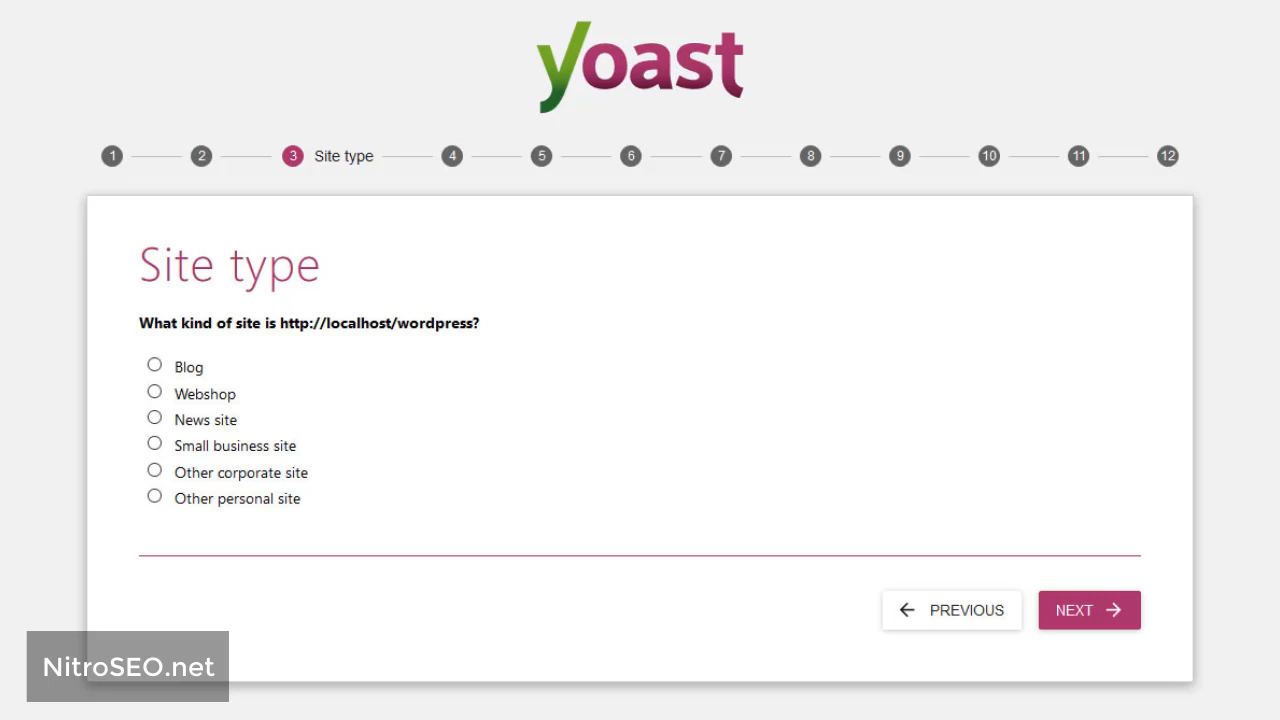 yoast
1 2 3 Site type 4 5 6 7 8 9 10 11 12
Site type
What kind of site is http://localhost/wordpress?
Blog
Webshop
News site
Small business site
Other corporate site
Other personal site
PREVIOUS NEXT
NitroSEO.net